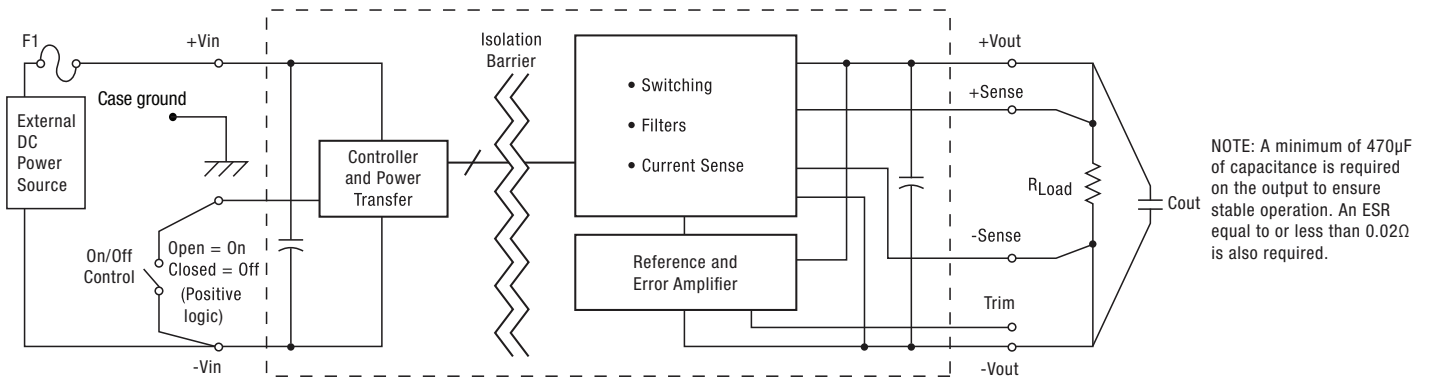 F1
+Vin
Isolation
Barrier
+Vout
+Sense
Case ground
External
DC
Power
Source
Controller
and Power
Transfer
• Switching
• Filters
• Current Sense
RLoad
Cout
NOTE: A minimum of 470µF
of capacitance is required
on the output to ensure
stable operation. An ESR
equal to or less than 0.02Ω
is also required.
On/Off
Control
Open = On
Closed = Off
(Positive
logic)
Reference and
Error Amplifier
-Sense
Trim
-Vin
-Vout